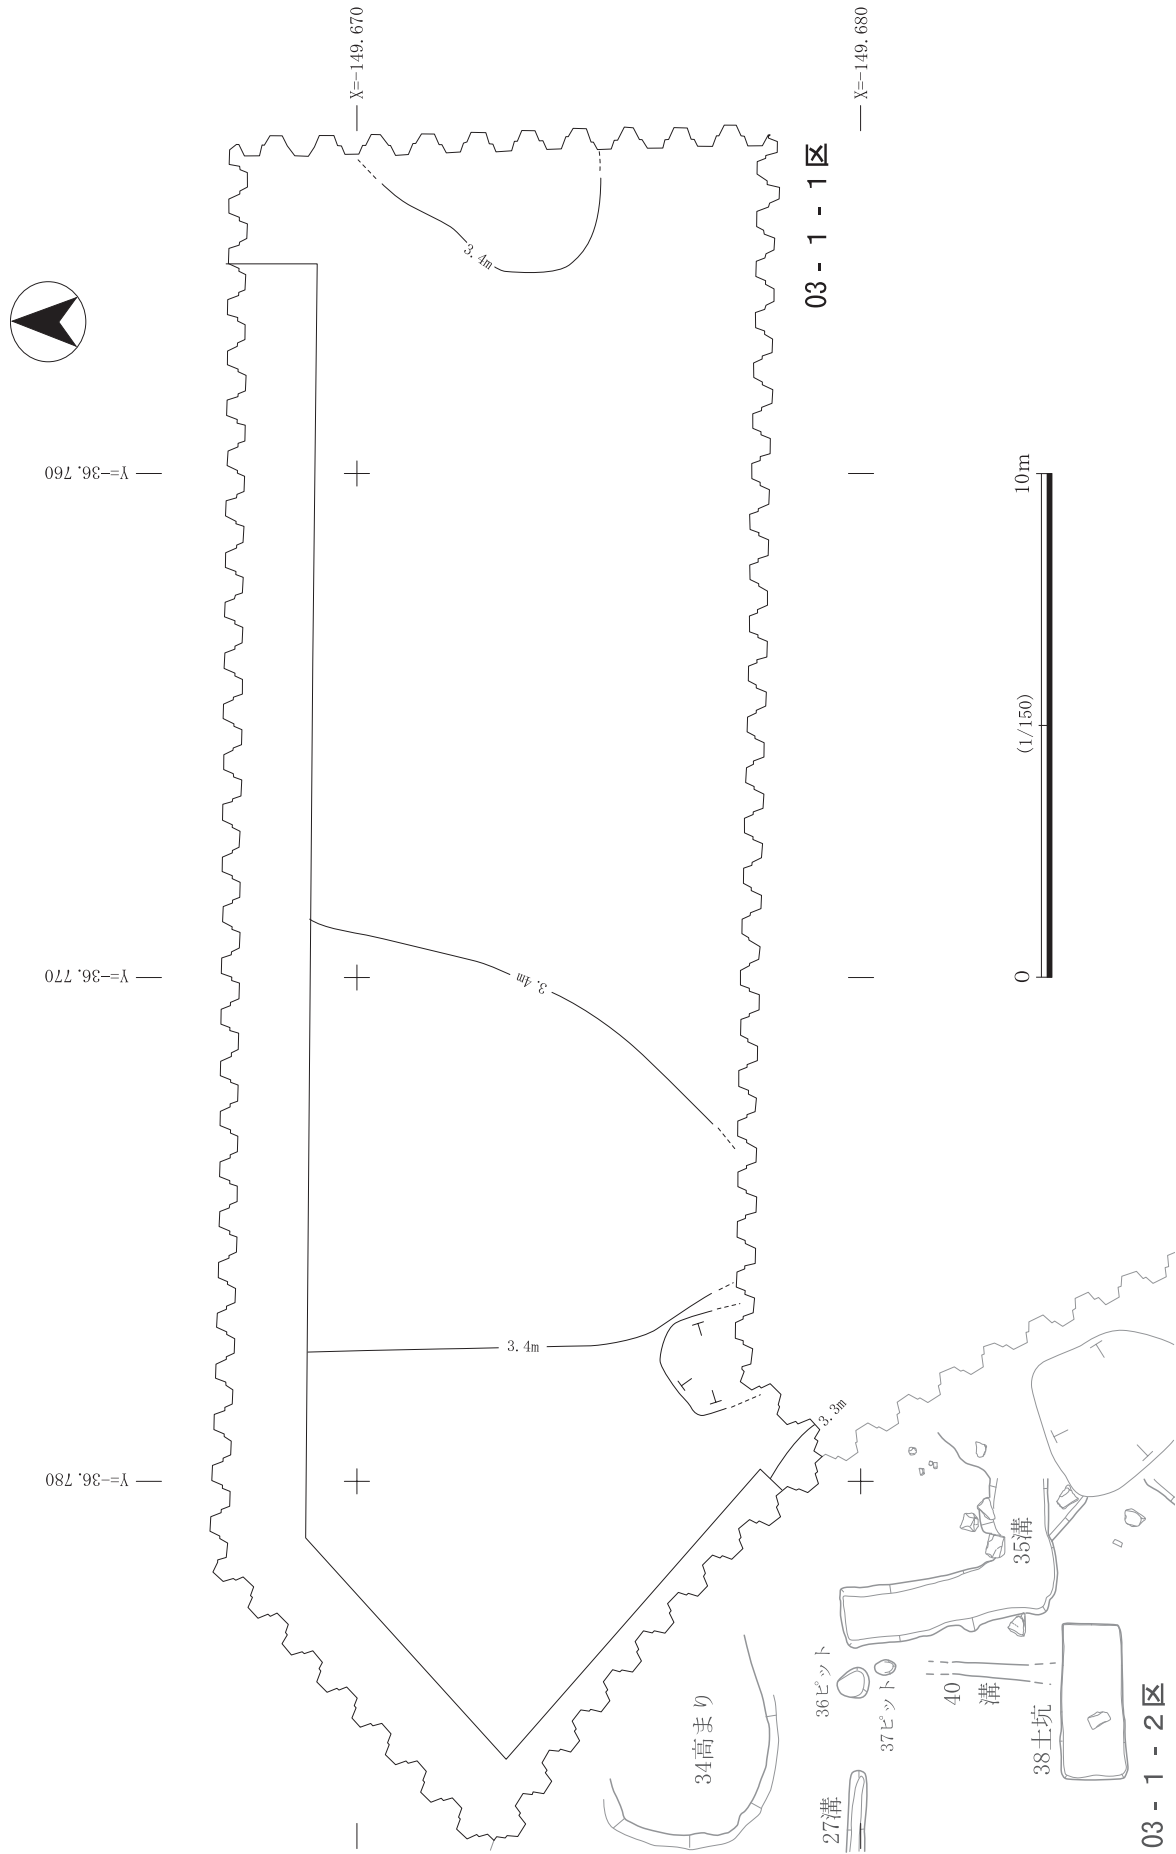 X=-149.670
X=-149.680
03-1-1区
Y=-36.760
Y=-36.770
Y=-36.780
3.4m
3.4m
3.4m
3.3m
10m
(1/150)
0
35溝
36ピット
37ピット
40
溝
34高まり
38土坑
27溝
03-1-2区